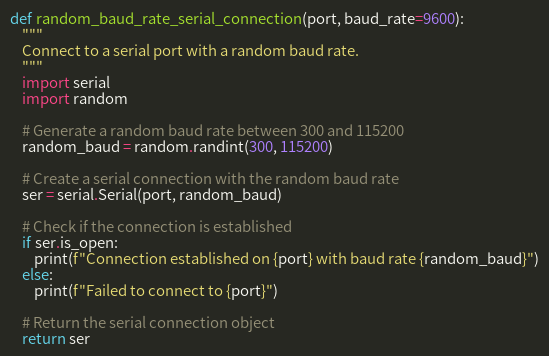 def random_baud_rate_serial_connection(port, baud_rate=9600):
    """
    Connect to a serial port with a random baud rate.
    """
    import serial
    import random

    # Generate a random baud rate between 300 and 115200
    random_baud = random.randint(300, 115200)

    # Create a serial connection with the random baud rate
    ser = serial.Serial(port, random_baud)

    # Check if the connection is established
    if ser.is_open:
        print(f"Connection established on {port} with baud rate {random_baud}")
    else:
        print(f"Failed to connect to {port}")

    # Return the serial connection object
    return ser